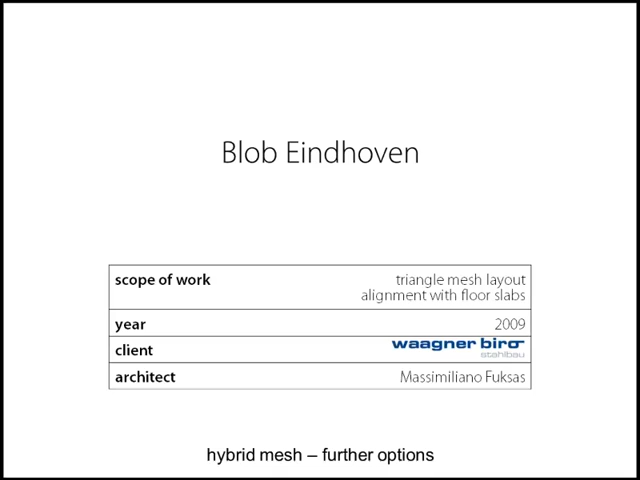 Blob Eindhoven
scope of work triangle mesh layout
alignment with floor slabs
year 2009
client waagner biro
stahlbau
architect Massimiliano Fuksas
hybrid mesh – further options